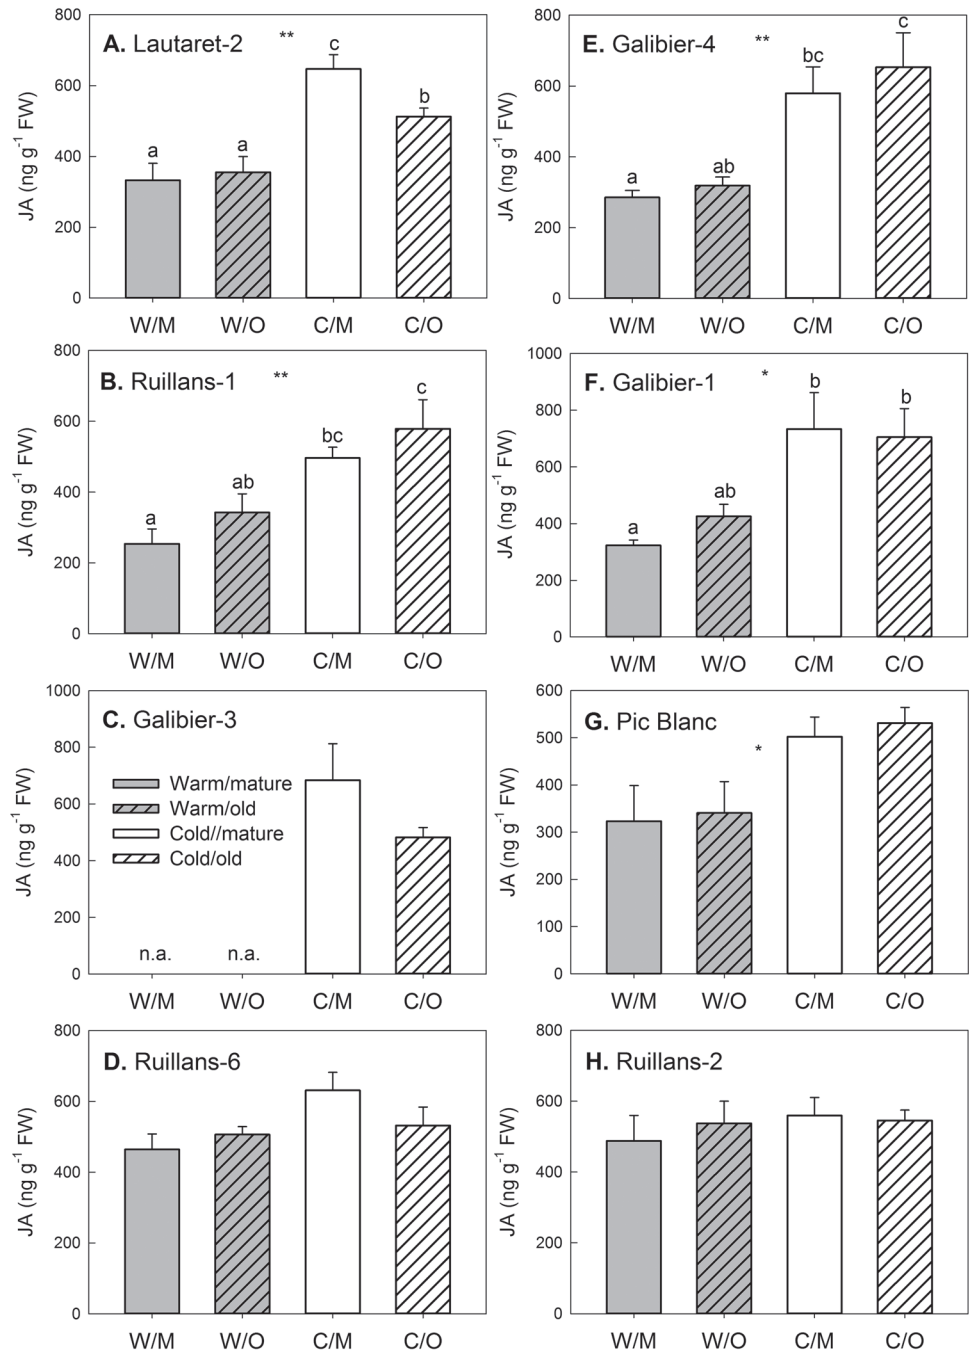 A. Lautaret-2 **
JA (ng g⁻¹ FW)
800
600
400
200
0
a
a
c
b
W/M W/O C/M C/O
E. Galibier-4 **
JA (ng g⁻¹ FW)
800
600
400
200
0
a
ab
bc
c
W/M W/O C/M C/O
B. Ruillans-1 **
JA (ng g⁻¹ FW)
800
600
400
200
0
a
ab
bc
c
W/M W/O C/M C/O
F. Galibier-1 *
JA (ng g⁻¹ FW)
1000
800
600
400
200
0
a
ab
b
b
W/M W/O C/M C/O
C. Galibier-3
JA (ng g⁻¹ FW)
1000
800
600
400
200
0
Warm/mature
Warm/old
Cold//mature
Cold/old
n.a. n.a.
W/M W/O C/M C/O
G. Pic Blanc
*
JA (ng g⁻¹ FW)
600
500
400
300
200
100
0
W/M W/O C/M C/O
D. Ruillans-6
JA (ng g⁻¹ FW)
800
600
400
200
0
W/M W/O C/M C/O
H. Ruillans-2
JA (ng g⁻¹ FW)
800
600
400
200
0
W/M W/O C/M C/O